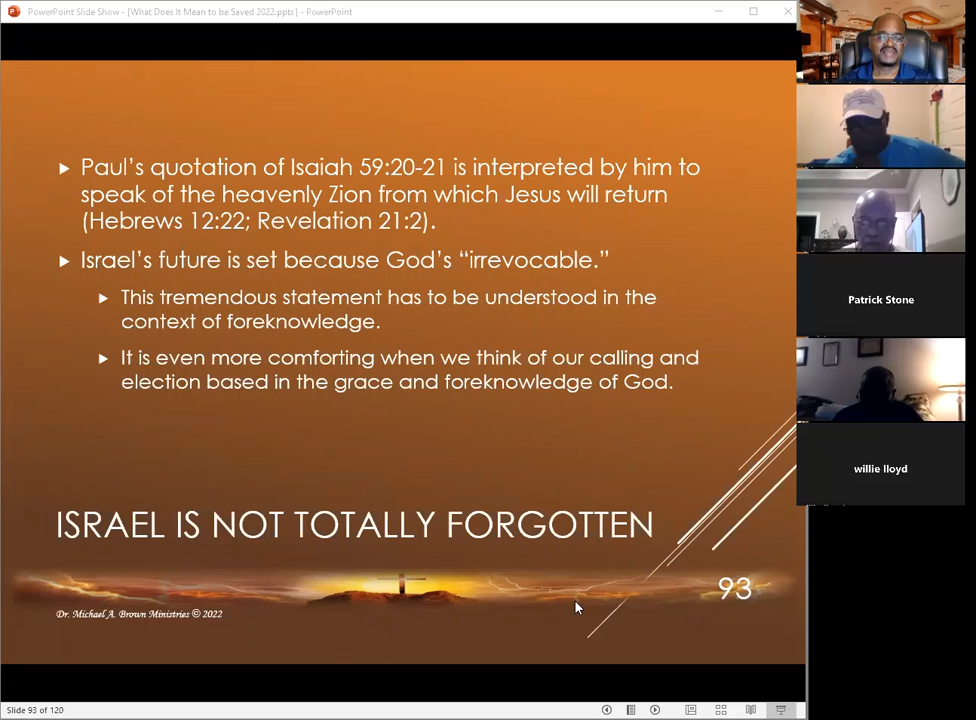 PowerPoint Slide Show - [What Does It Mean to be Saved 2022.ppb:] - PowerPoint
Paul's quotation of Isaiah 59:20-21 is interpreted by him to
speak of the heavenly Zion from which Jesus will return
(Hebrews 12:22; Revelation 21:2).
Israel's future is set because God's “irrevocable.”
This tremendous statement has to be understood in the
context of foreknowledge.
It is even more comforting when we think of our calling and
election based in the grace and foreknowledge of God.
ISRAEL IS NOT TOTALLY FORGOTTEN
93
Dr. Michael A. Brown Ministries © 2022
Slide 93 of 120
Patrick Stone
willie lloyd